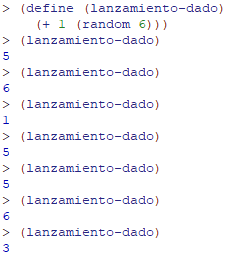 > (define (lanzamiento-dado)
(+ 1 (random 6)))
> (lanzamiento-dado)
5
> (lanzamiento-dado)
6
> (lanzamiento-dado)
1
> (lanzamiento-dado)
5
> (lanzamiento-dado)
5
> (lanzamiento-dado)
6
> (lanzamiento-dado)
3